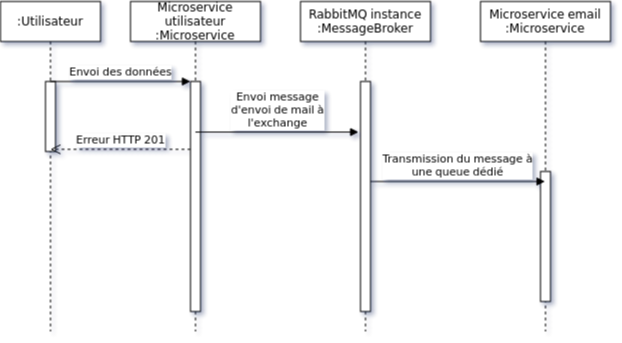 :Utilisateur
Microservice
utilisateur
:Microservice
RabbitMQ instance
:MessageBroker
Microservice email
:Microservice
Envoi des données
Envoi message
d'envoi de mail à
l'exchange
Erreur HTTP 201
Transmission du message à
une queue dédié